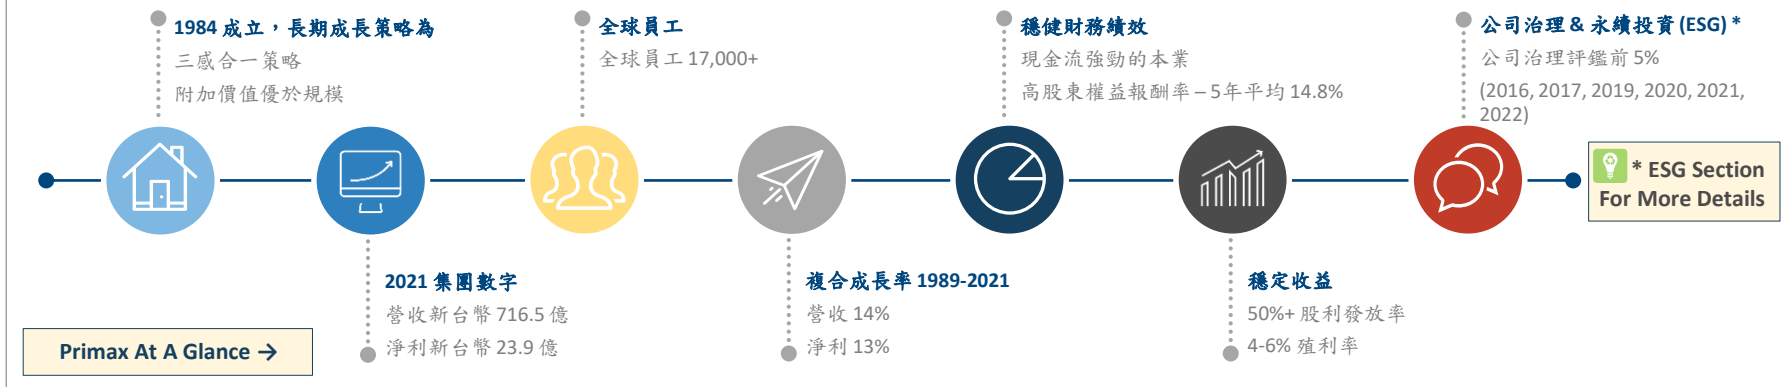 1984 成立，長期成長策略為
三感合一策略
附加價值優於規模
全球員工
全球員工 17,000+
穩健財務績效
現金流強勁的本業
高股東權益報酬率 – 5年平均 14.8%
公司治理 & 永續投資 (ESG) *
公司治理評鑑前 5%
(2016, 2017, 2019, 2020, 2021,
2022)
* ESG Section
For More Details
2021 集團數字
營收新台幣 716.5 億
淨利新台幣 23.9 億
複合成長率 1989-2021
營收 14%
淨利 13%
穩定收益
50%+ 股利發放率
4-6% 殖利率
Primax At A Glance →